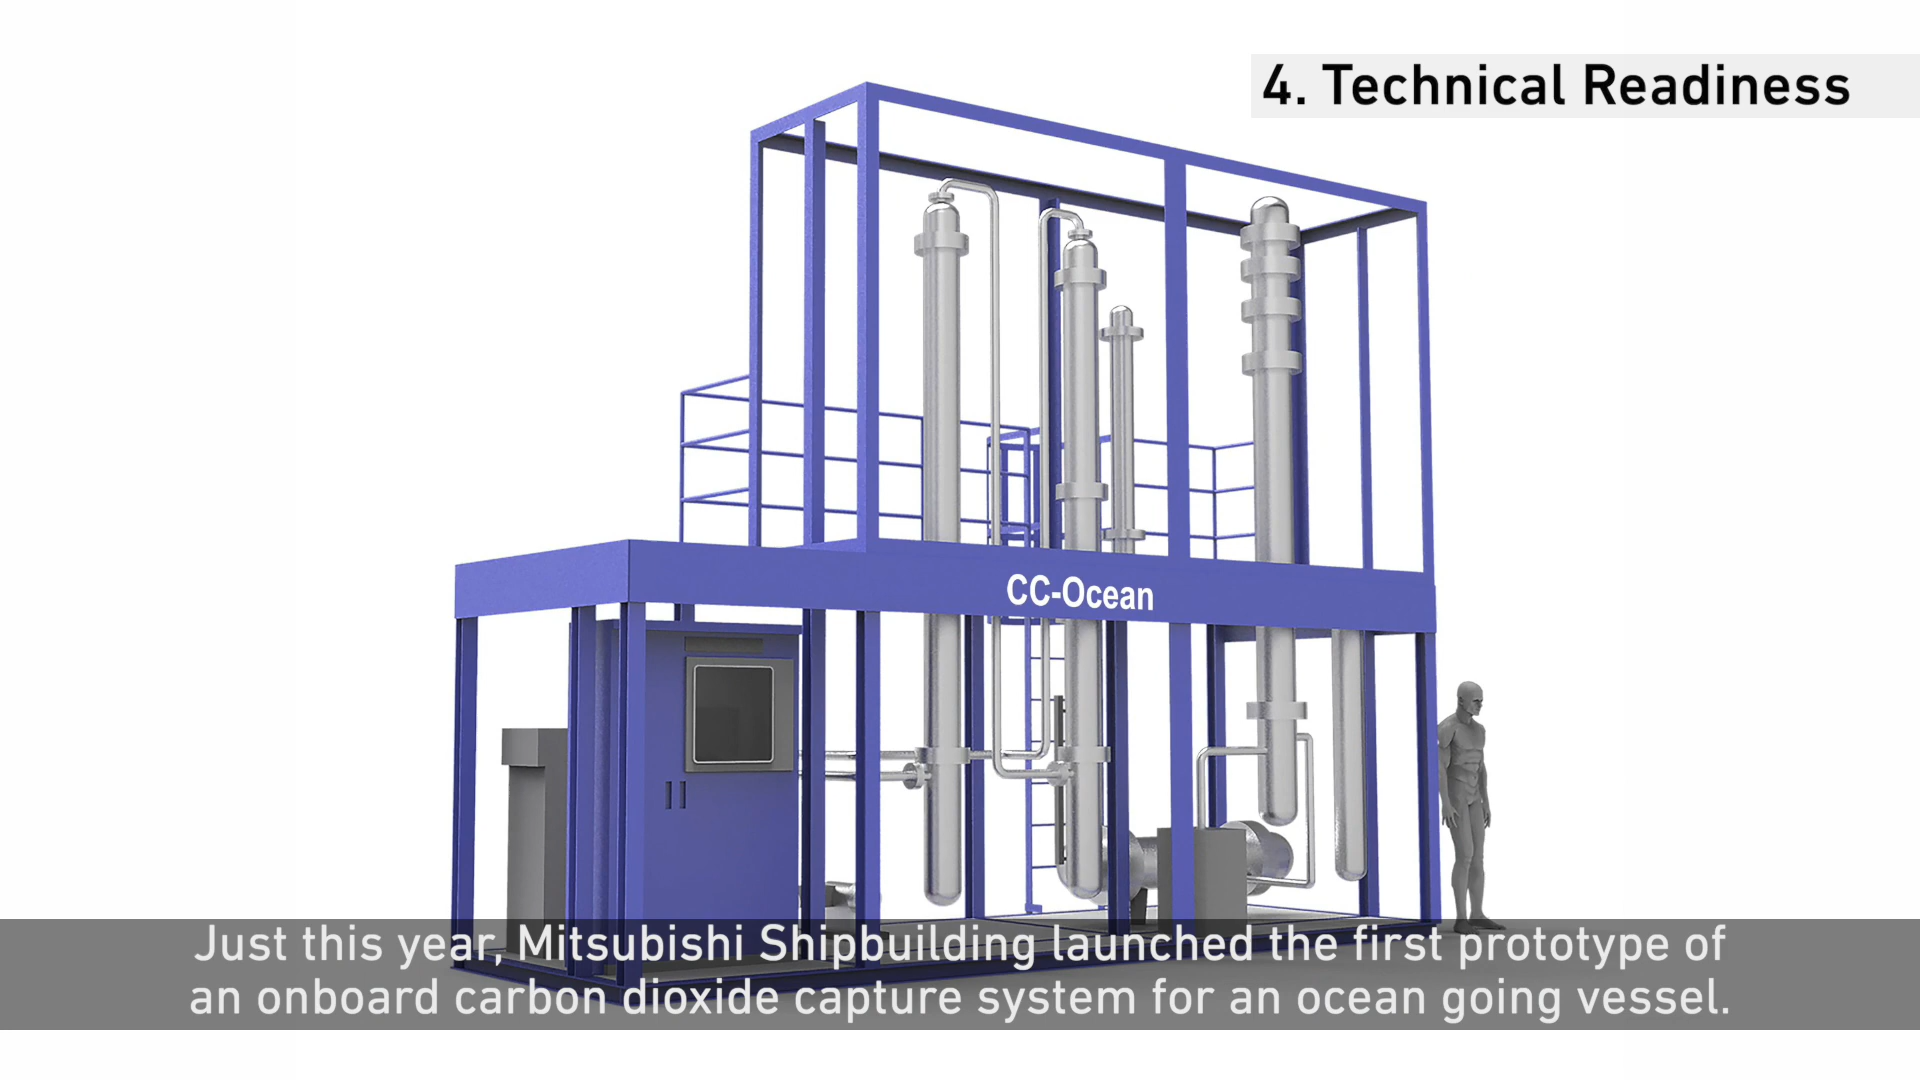 4. Technical Readiness
CC-Ocean
Just this year, Mitsubishi Shipbuilding launched the first prototype of
an onboard carbon dioxide capture system for an ocean going vessel.